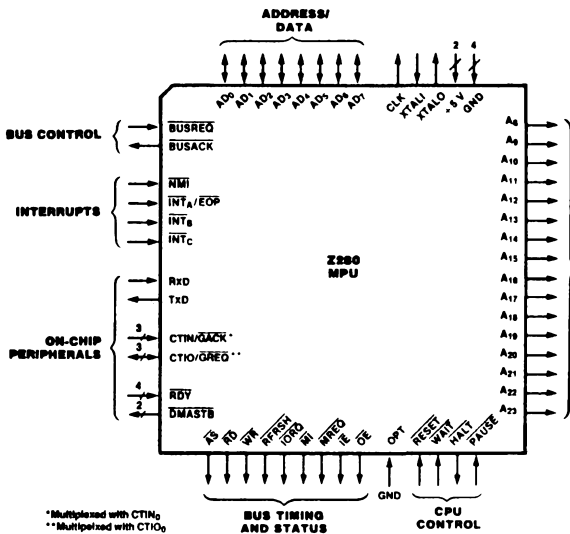 ADDRESS/
DATA
AD0 AD1 AD2 AD3 AD4 AD5 AD6 AD7
CLK XTALI XTALO +5 V GND
2 4
BUS CONTROL
BUSREQ
BUSACK
INTERRUPTS
NMI
INTA/EOP
INTB
INTC
ON-CHIP
PERIPHERALS
RxD
TxD
3 CTIN/GACK*
3 CTIO/GREQ**
4 RDY
2 DMASTB
Z280
MPU
A8
A9
A10
A11
A12
A13
A14
A15
A16
A17
A18
A19
A20
A21
A22
A23
AS RD WR RFRSH IORQ MI MREQ IE OE OPT RESET WAIT HALT PAUSE
GND
BUS TIMING
AND STATUS
CPU
CONTROL
*Multiplexed with CTIN0
**Multipelxed with CTIO0